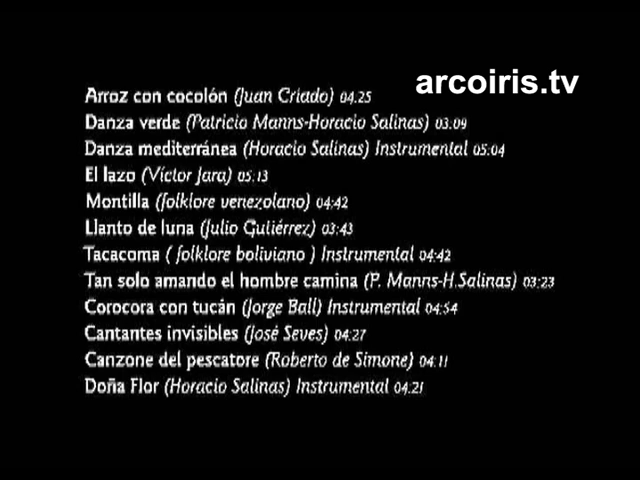 arcoiris.tv
Arroz con cocolón (Juan Criado) 04:25
Danza verde (Patricio Manns-Horacio Salinas) 03:09
Danza mediterránea (Horacio Salinas) Instrumental 05:04
El lazo (Víctor Jara) 05:13
Montilla (folklore venezolano) 04:42
Llanto de luna (Julio Gutiérrez) 03:43
Tacacoma ( folklore boliviano ) Instrumental 04:42
Tan solo amando el hombre camina (P. Manns-H.Salinas) 03:23
Corocora con tucán (Jorge Ball) Instrumental 04:54
Cantantes invisibles (José Seves) 04:27
Canzone del pescatore (Roberto de Simone) 04:11
Doña Flor (Horacio Salinas) Instrumental 04:21